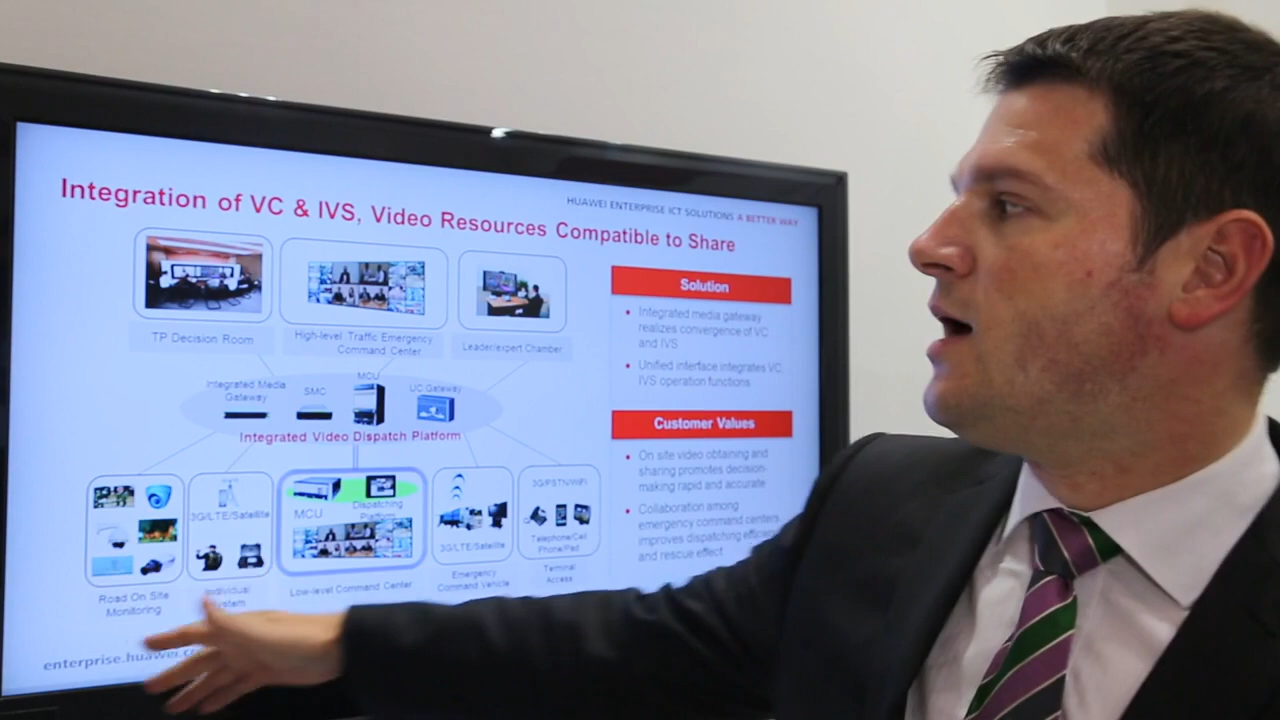 HUAWEI ENTERPRISE ICT SOLUTIONS A BETTER WAY
Integration of VC & IVS, Video Resources Compatible to Share
TP Decision Room
High-level Traffic Emergency
Command Center
Leader/expert Chamber
Integrated Media
Gateway
SMC
MCU
UC Gateway
Integrated Video Dispatch Platform
3G/LTE/Satellite
MCU
Dispatching
Platform
3G/LTE/Satellite
3G/PSTN/WiFi
Telephone/Cell
Phone/Pad
Road On Site
Monitoring
Individual
Low-level Command Center
Emergency
Command Vehicle
Terminal
Access
Solution
• Integrated media gateway
realizes convergence of VC
and IVS
• Unified interface integrates VC,
IVS operation functions
Customer Values
• On site video obtaining and
sharing promotes decision-
making rapid and accurate
• Collaboration among
emergency command centers
improves dispatching
and rescue effect
enterprise.huawei.c